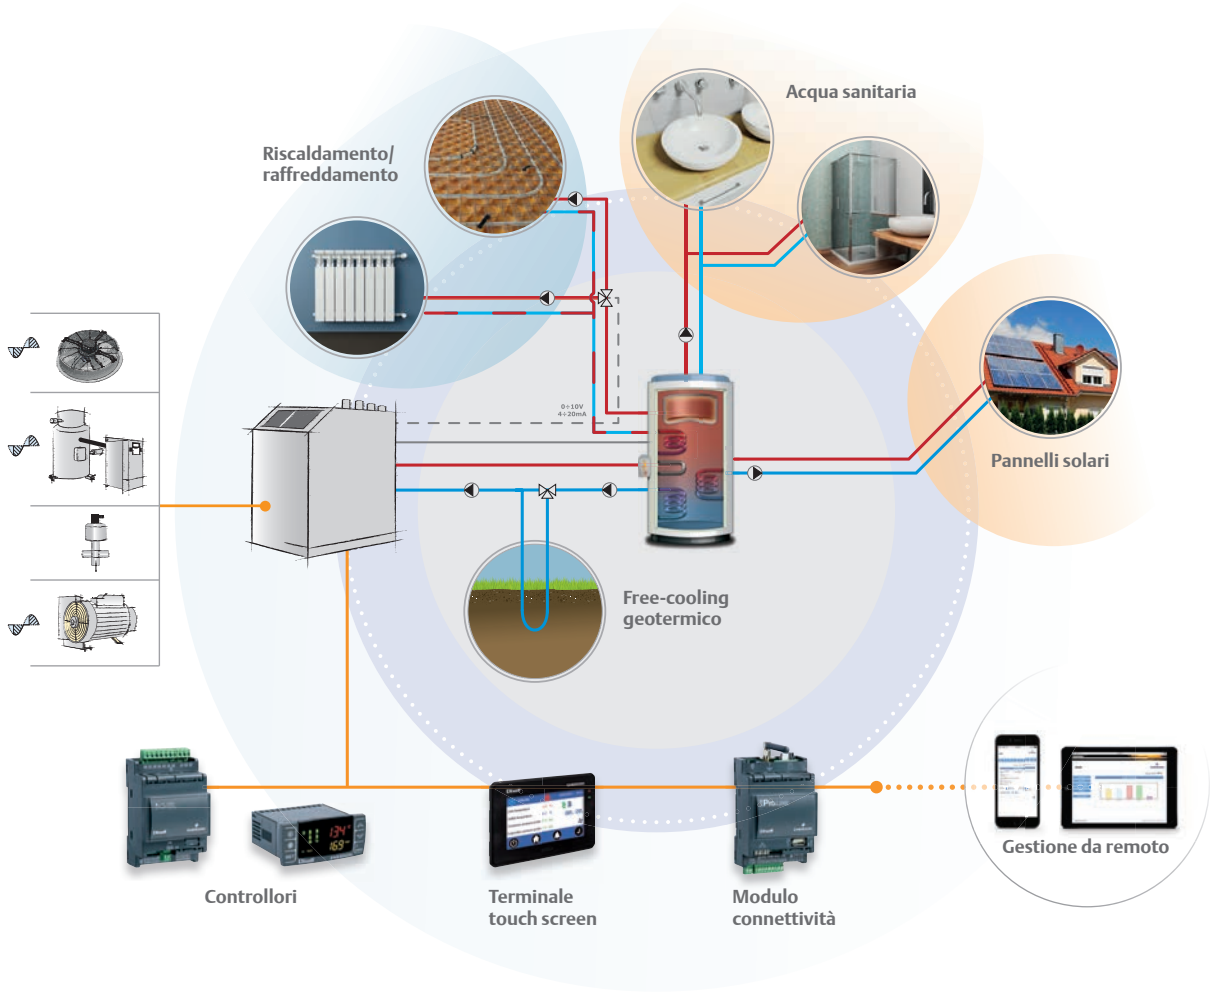 Acqua sanitaria
Riscaldamento/
raffreddamento
0÷10V
4÷20mA
Pannelli solari
Free-cooling
geotermico
Gestione da remoto
Controllori
Terminale
touch screen
Modulo
connettività